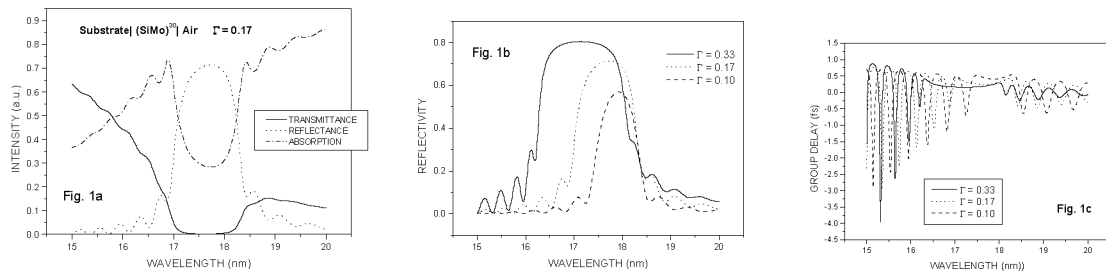 Substrate| (SiMo)³⁰| Air Γ = 0.17
INTENSITY (a.u.)
0.9
0.8
0.7
0.6
0.5
0.4
0.3
0.2
0.1
0.0
TRANSMITTANCE
REFLECTANCE
ABSORPTION
Fig. 1a
15 16 17 18 19 20
WAVELENGTH (nm)
Fig. 1b
REFLECTIVITY
0.8
0.6
0.4
0.2
0.0
Γ = 0.33
Γ = 0.17
Γ = 0.10
15 16 17 18 19 20
WAVELENGTH (nm)
GROUP DELAY (fs)
1.5
1.0
0.5
0.0
-0.5
-1.0
-1.5
-2.0
-2.5
-3.0
-3.5
-4.0
-4.5
Γ = 0.33
Γ = 0.17
Γ = 0.10
Fig. 1c
15 16 17 18 19 20
WAVELENGTH (nm))